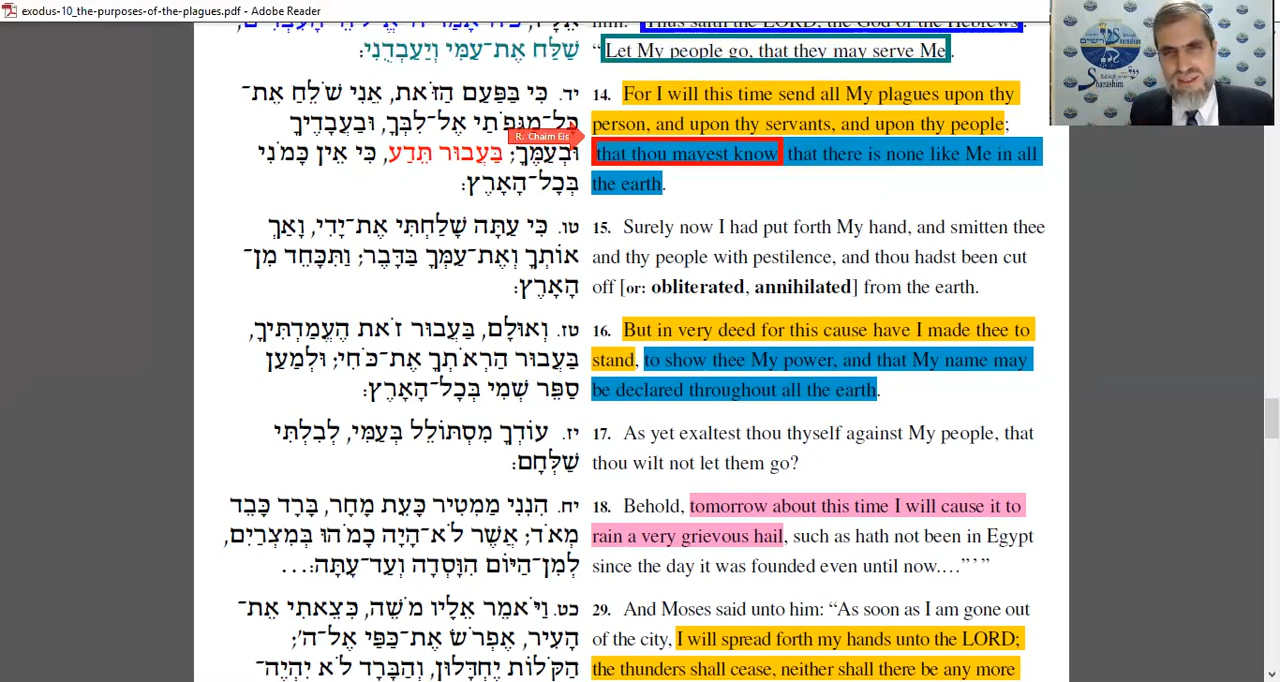 exodus-10_the-purposes-of-the-plagues.pdf - Adobe Reader
שַׁלַּח אֶת־עַמִּי וְיַעַבְדֻנִי:
“Let My people go, that they may serve Me.
יד. כִּי בַּפַּעַם הַזֹּאת, אֲנִי שֹׁלֵחַ אֶת־
כָּל־מַגֵּפֹתַי אֶל־לִבְּךָ, וּבַעֲבָדֶיךָ
וּבְעַמֶּךָ; בַּעֲבוּר תֵּדַע, כִּי אֵין כָּמֹנִי
בְּכָל־הָאָרֶץ:
14. For I will this time send all My plagues upon thy
person, and upon thy servants, and upon thy people;
that thou mayest know that there is none like Me in all
the earth.
R. Chaim Eis
טו. כִּי עַתָּה שָׁלַחְתִּי אֶת־יָדִי, וָאַךְ
אוֹתְךָ וְאֶת־עַמְּךָ בַּדָּבֶר; וַתִּכָּחֵד מִן־
הָאָרֶץ:
15. Surely now I had put forth My hand, and smitten thee
and thy people with pestilence, and thou hadst been cut
off [or: obliterated, annihilated] from the earth.
טז. וְאוּלָם, בַּעֲבוּר זֹאת הֶעֱמַדְתִּיךָ,
בַּעֲבוּר הַרְאֹתְךָ אֶת־כֹּחִי; וּלְמַעַן
סַפֵּר שְׁמִי בְּכָל־הָאָרֶץ:
16. But in very deed for this cause have I made thee to
stand, to show thee My power, and that My name may
be declared throughout all the earth.
יז. עוֹדְךָ מִסְתּוֹלֵל בְּעַמִּי, לְבִלְתִּי
שַׁלְּחָם:
17. As yet exaltest thou thyself against My people, that
thou wilt not let them go?
יח. הִנְנִי מַמְטִיר כָּעֵת מָחָר, בָּרָד כָּבֵד
מְאֹד; אֲשֶׁר לֹא־הָיָה כָמֹהוּ בְּמִצְרַיִם,
לְמִן־הַיּוֹם הִוָּסְדָה וְעַד־עָתָּה:…
18. Behold, tomorrow about this time I will cause it to
rain a very grievous hail, such as hath not been in Egypt
since the day it was founded even until now.…”’”
כט. וַיֹּאמֶר אֵלָיו מֹשֶׁה, כְּצֵאתִי אֶת־
הָעִיר, אֶפְרֹשׂ אֶת־כַּפַּי אֶל־ה';
הַקֹּלוֹת יֶחְדָּלוּן, וְהַבָּרָד לֹא יִהְיֶה־
29. And Moses said unto him: “As soon as I am gone out
of the city, I will spread forth my hands unto the LORD;
the thunders shall cease, neither shall there be any more